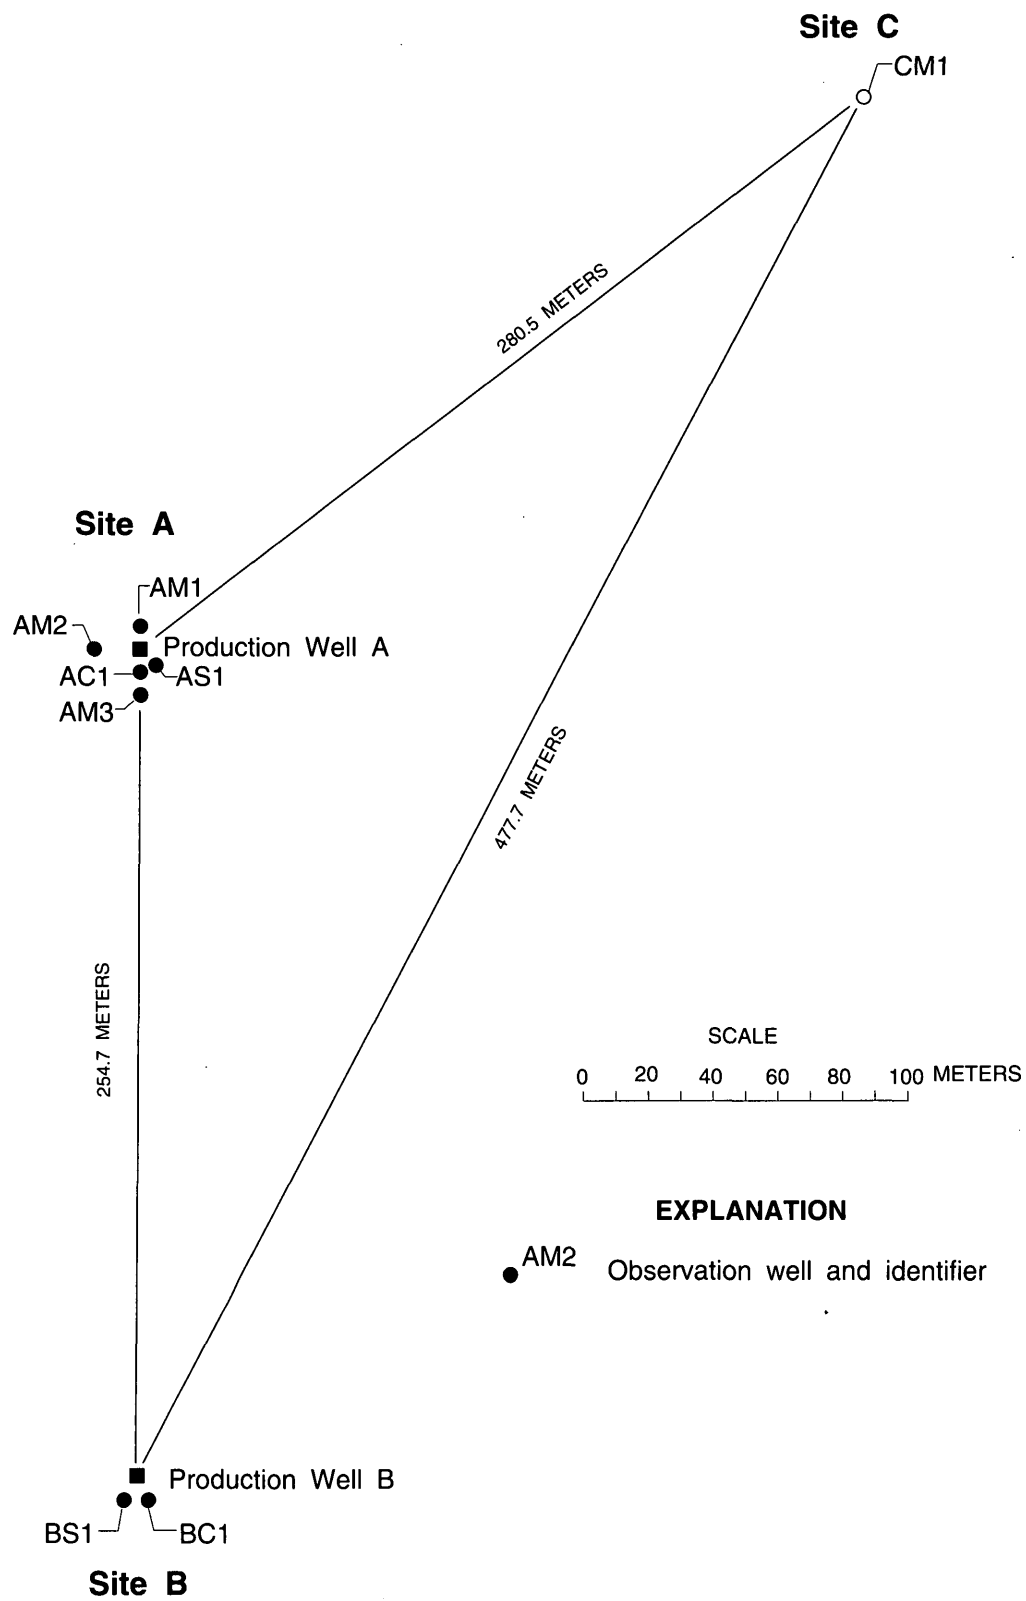 Site C
CM1
280.5 METERS
Site A
AM1
AM2
Production Well A
AC1
AS1
AM3
477.7 METERS
254.7 METERS
SCALE
0 20 40 60 80 100 METERS
EXPLANATION
AM2
Observation well and identifier
Production Well B
BS1
BC1
Site B